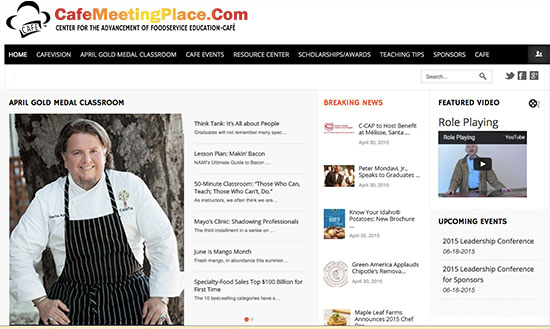 CafeMeetingPlace.Com
CENTER FOR THE ADVANCEMENT OF FOODSERVICE EDUCATION-CAFÉ
CAFÉ
HOME CAFEVISION APRIL GOLD MEDAL CLASSROOM CAFE EVENTS RESOURCE CENTER SCHOLARSHIPS/AWARDS TEACHING TIPS SPONSORS CAFE
Search...
APRIL GOLD MEDAL CLASSROOM
Think Tank: It's All about People
Graduates will not remember many spec...
Lesson Plan: Makin' Bacon
NAMI's Ultimate Guide to Bacon ...
50-Minute Classroom: "Those Who Can,
Teach; Those Who Can't, Do."
As instructors, we often think we are...
Mayo's Clinic: Shadowing Professionals
The third installment in a series on ...
June Is Mango Month
Fresh mango, in abundance this summer...
Specialty-Food Sales Top $100 Billion for
First Time
The 10 best-selling categories have s...
BREAKING NEWS
C-CAP to Host Benefit
at Mélisse, Santa ...
April 30, 2015
Peter Mondavi, Jr.,
Speaks to Graduates ...
April 30, 2015
Know Your Idaho®
Potatoes: New Brochure
...
April 30, 2015
Green America Applauds
Chipotle's Remova...
April 30, 2015
Maple Leaf Farms
Announces 2015 Chef
FEATURED VIDEO
Role Playing
Role Playing
YouTube
UPCOMING EVENTS
2015 Leadership Conference
06-18-2015
2015 Leadership Conference
for Sponsors
06-18-2015